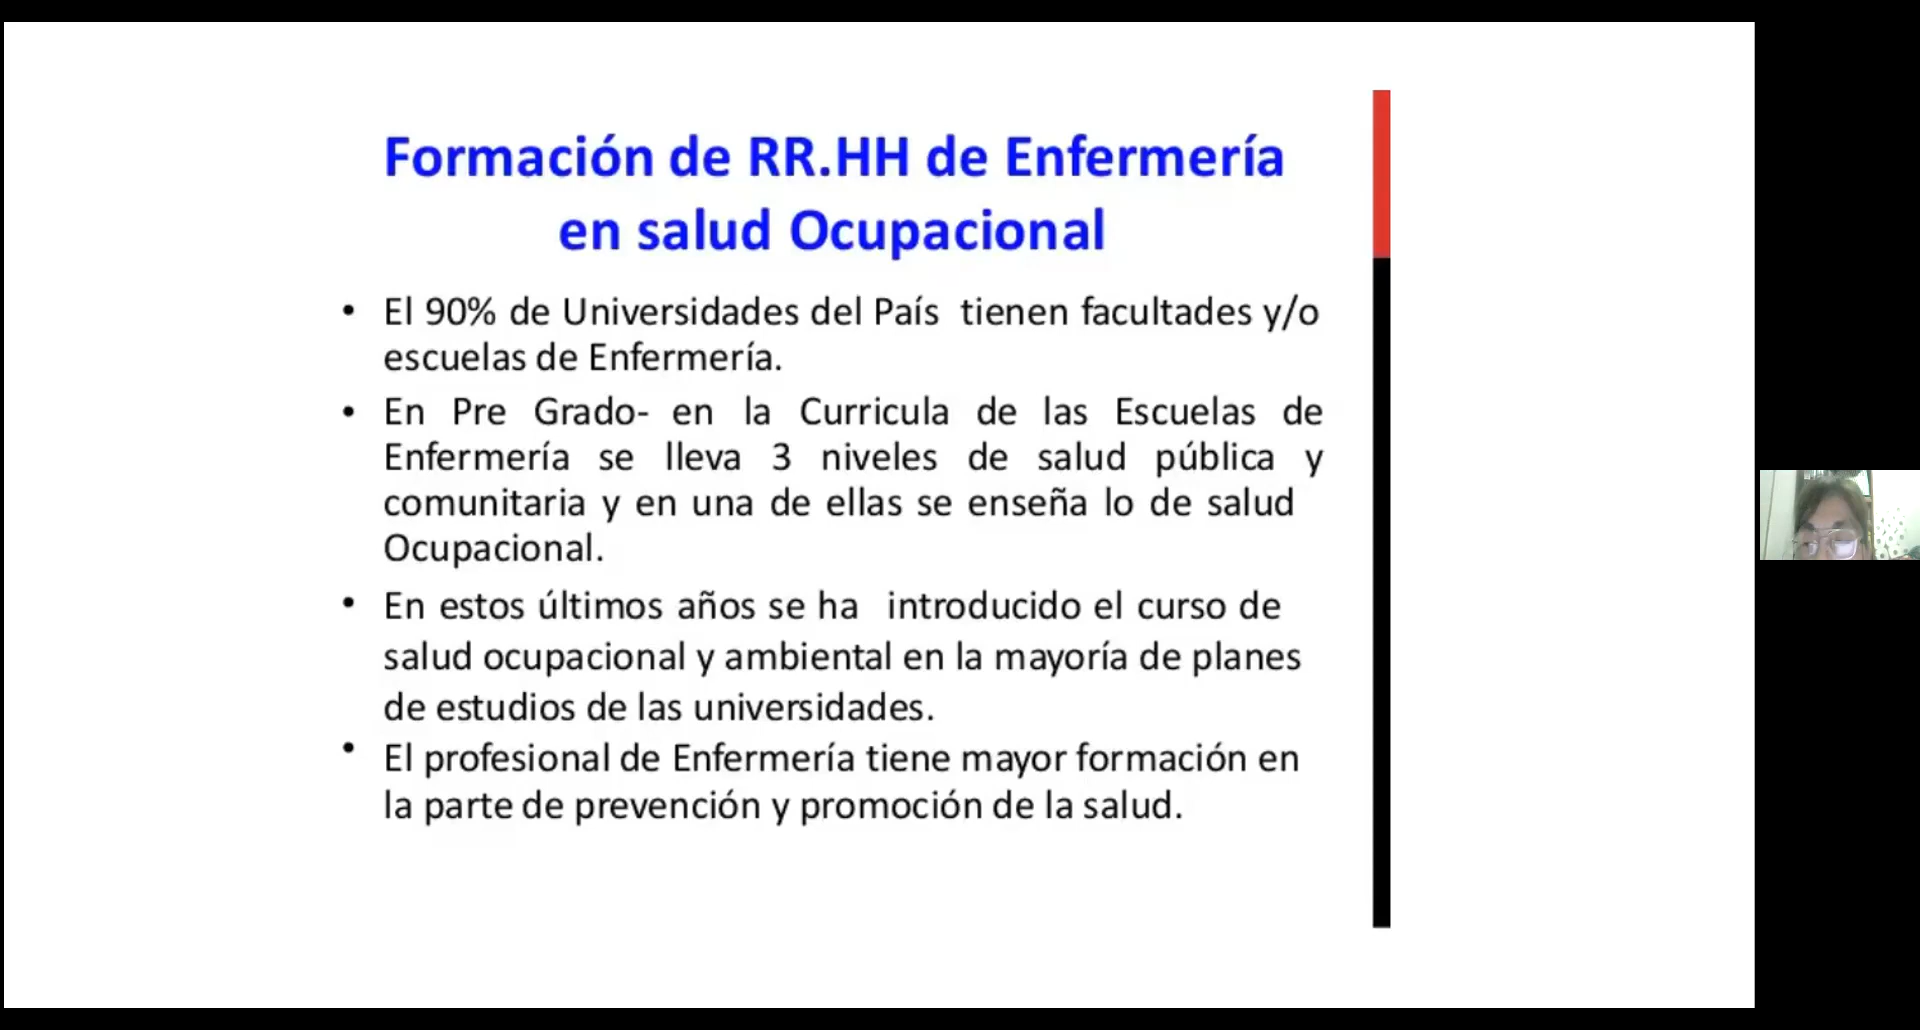 Formación de RR.HH de Enfermería
en salud Ocupacional
• El 90% de Universidades del País tienen facultades y/o
escuelas de Enfermería.
• En Pre Grado- en la Curricula de las Escuelas de
Enfermería se lleva 3 niveles de salud pública y
comunitaria y en una de ellas se enseña lo de salud
Ocupacional.
• En estos últimos años se ha introducido el curso de
salud ocupacional y ambiental en la mayoría de planes
de estudios de las universidades.
• El profesional de Enfermería tiene mayor formación en
la parte de prevención y promoción de la salud.